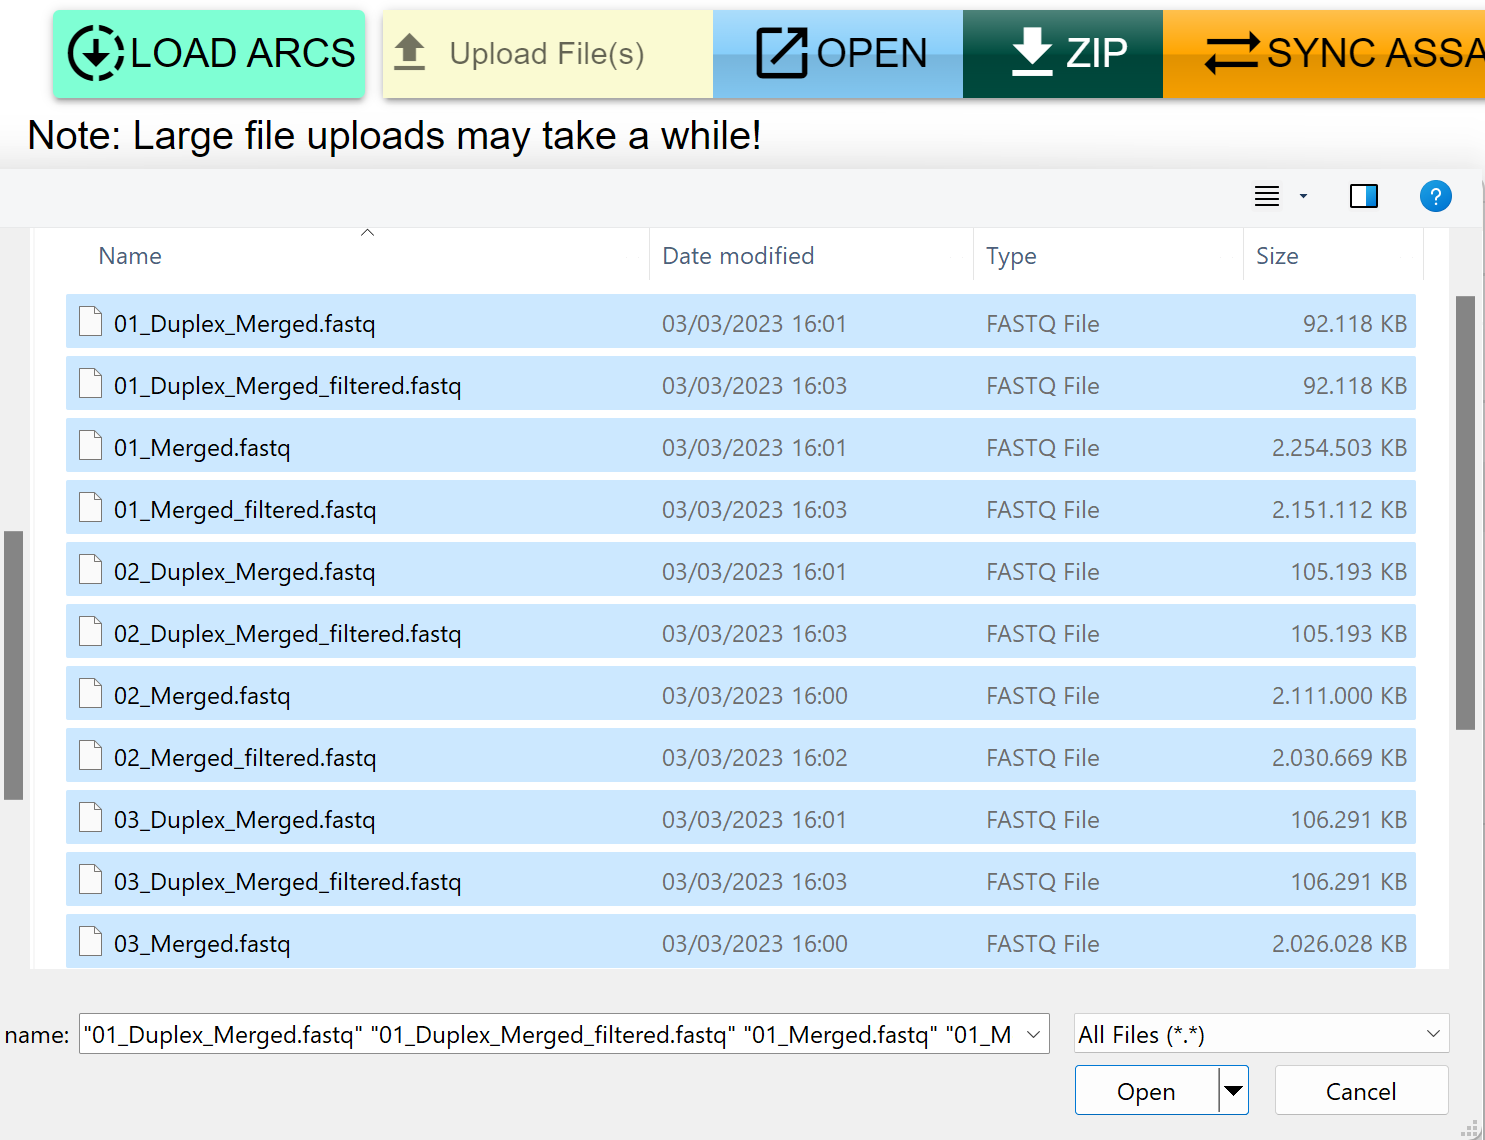 LOAD ARCS Upload File(s) OPEN ZIP SYNC ASSA
Note: Large file uploads may take a while!
?
Name Date modified Type Size
01_Duplex_Merged.fastq 03/03/2023 16:01 FASTQ File 92.118 KB
01_Duplex_Merged_filtered.fastq 03/03/2023 16:03 FASTQ File 92.118 KB
01_Merged.fastq 03/03/2023 16:01 FASTQ File 2.254.503 KB
01_Merged_filtered.fastq 03/03/2023 16:03 FASTQ File 2.151.112 KB
02_Duplex_Merged.fastq 03/03/2023 16:01 FASTQ File 105.193 KB
02_Duplex_Merged_filtered.fastq 03/03/2023 16:03 FASTQ File 105.193 KB
02_Merged.fastq 03/03/2023 16:00 FASTQ File 2.111.000 KB
02_Merged_filtered.fastq 03/03/2023 16:02 FASTQ File 2.030.669 KB
03_Duplex_Merged.fastq 03/03/2023 16:01 FASTQ File 106.291 KB
03_Duplex_Merged_filtered.fastq 03/03/2023 16:03 FASTQ File 106.291 KB
03_Merged.fastq 03/03/2023 16:00 FASTQ File 2.026.028 KB
name: "01_Duplex_Merged.fastq" "01_Duplex_Merged_filtered.fastq" "01_Merged.fastq" "01_M All Files (*.*)
Open Cancel